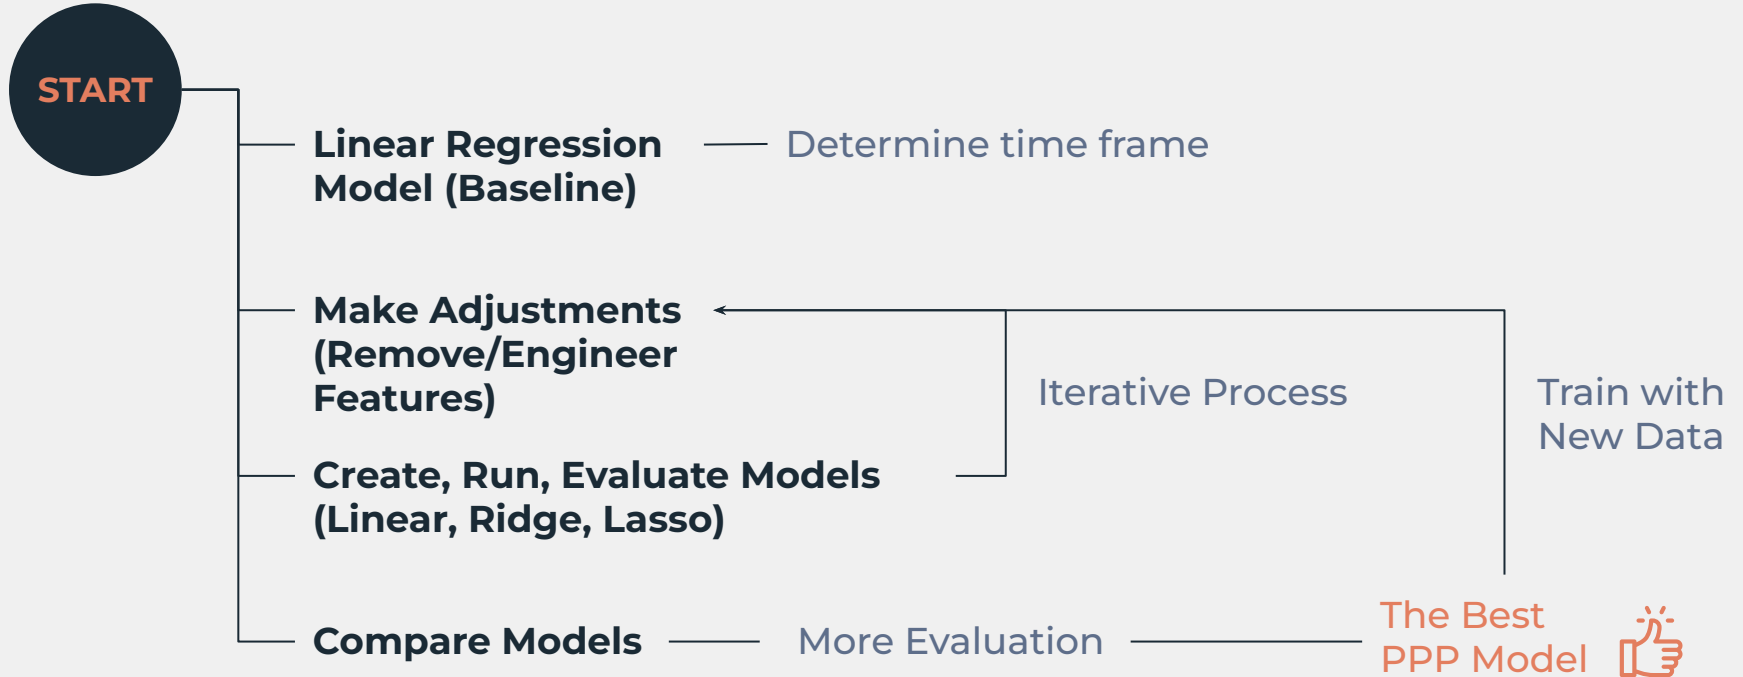 START
Linear Regression
Model (Baseline)
Determine time frame
Make Adjustments
(Remove/Engineer
Features)
Iterative Process
Train with
New Data
Create, Run, Evaluate Models
(Linear, Ridge, Lasso)
Compare Models
More Evaluation
The Best
PPP Model